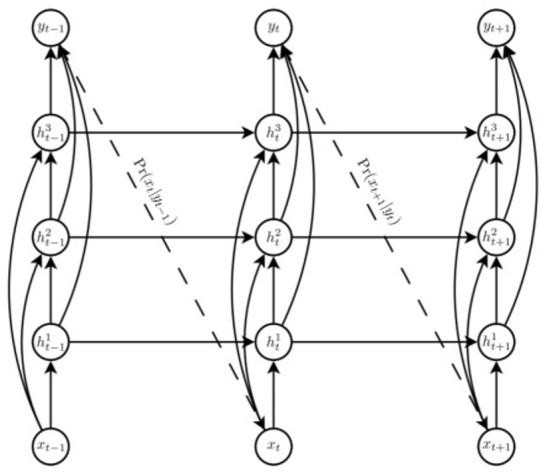 y_{t-1} y_t y_{t+1}
h^3_{t-1} h^3_t h^3_{t+1}
Pr(x_t|y_{t-1}) Pr(x_{t+1}|y_t)
h^2_{t-1} h^2_t h^2_{t+1}
h^1_{t-1} h^1_t h^1_{t+1}
x_{t-1} x_t x_{t+1}